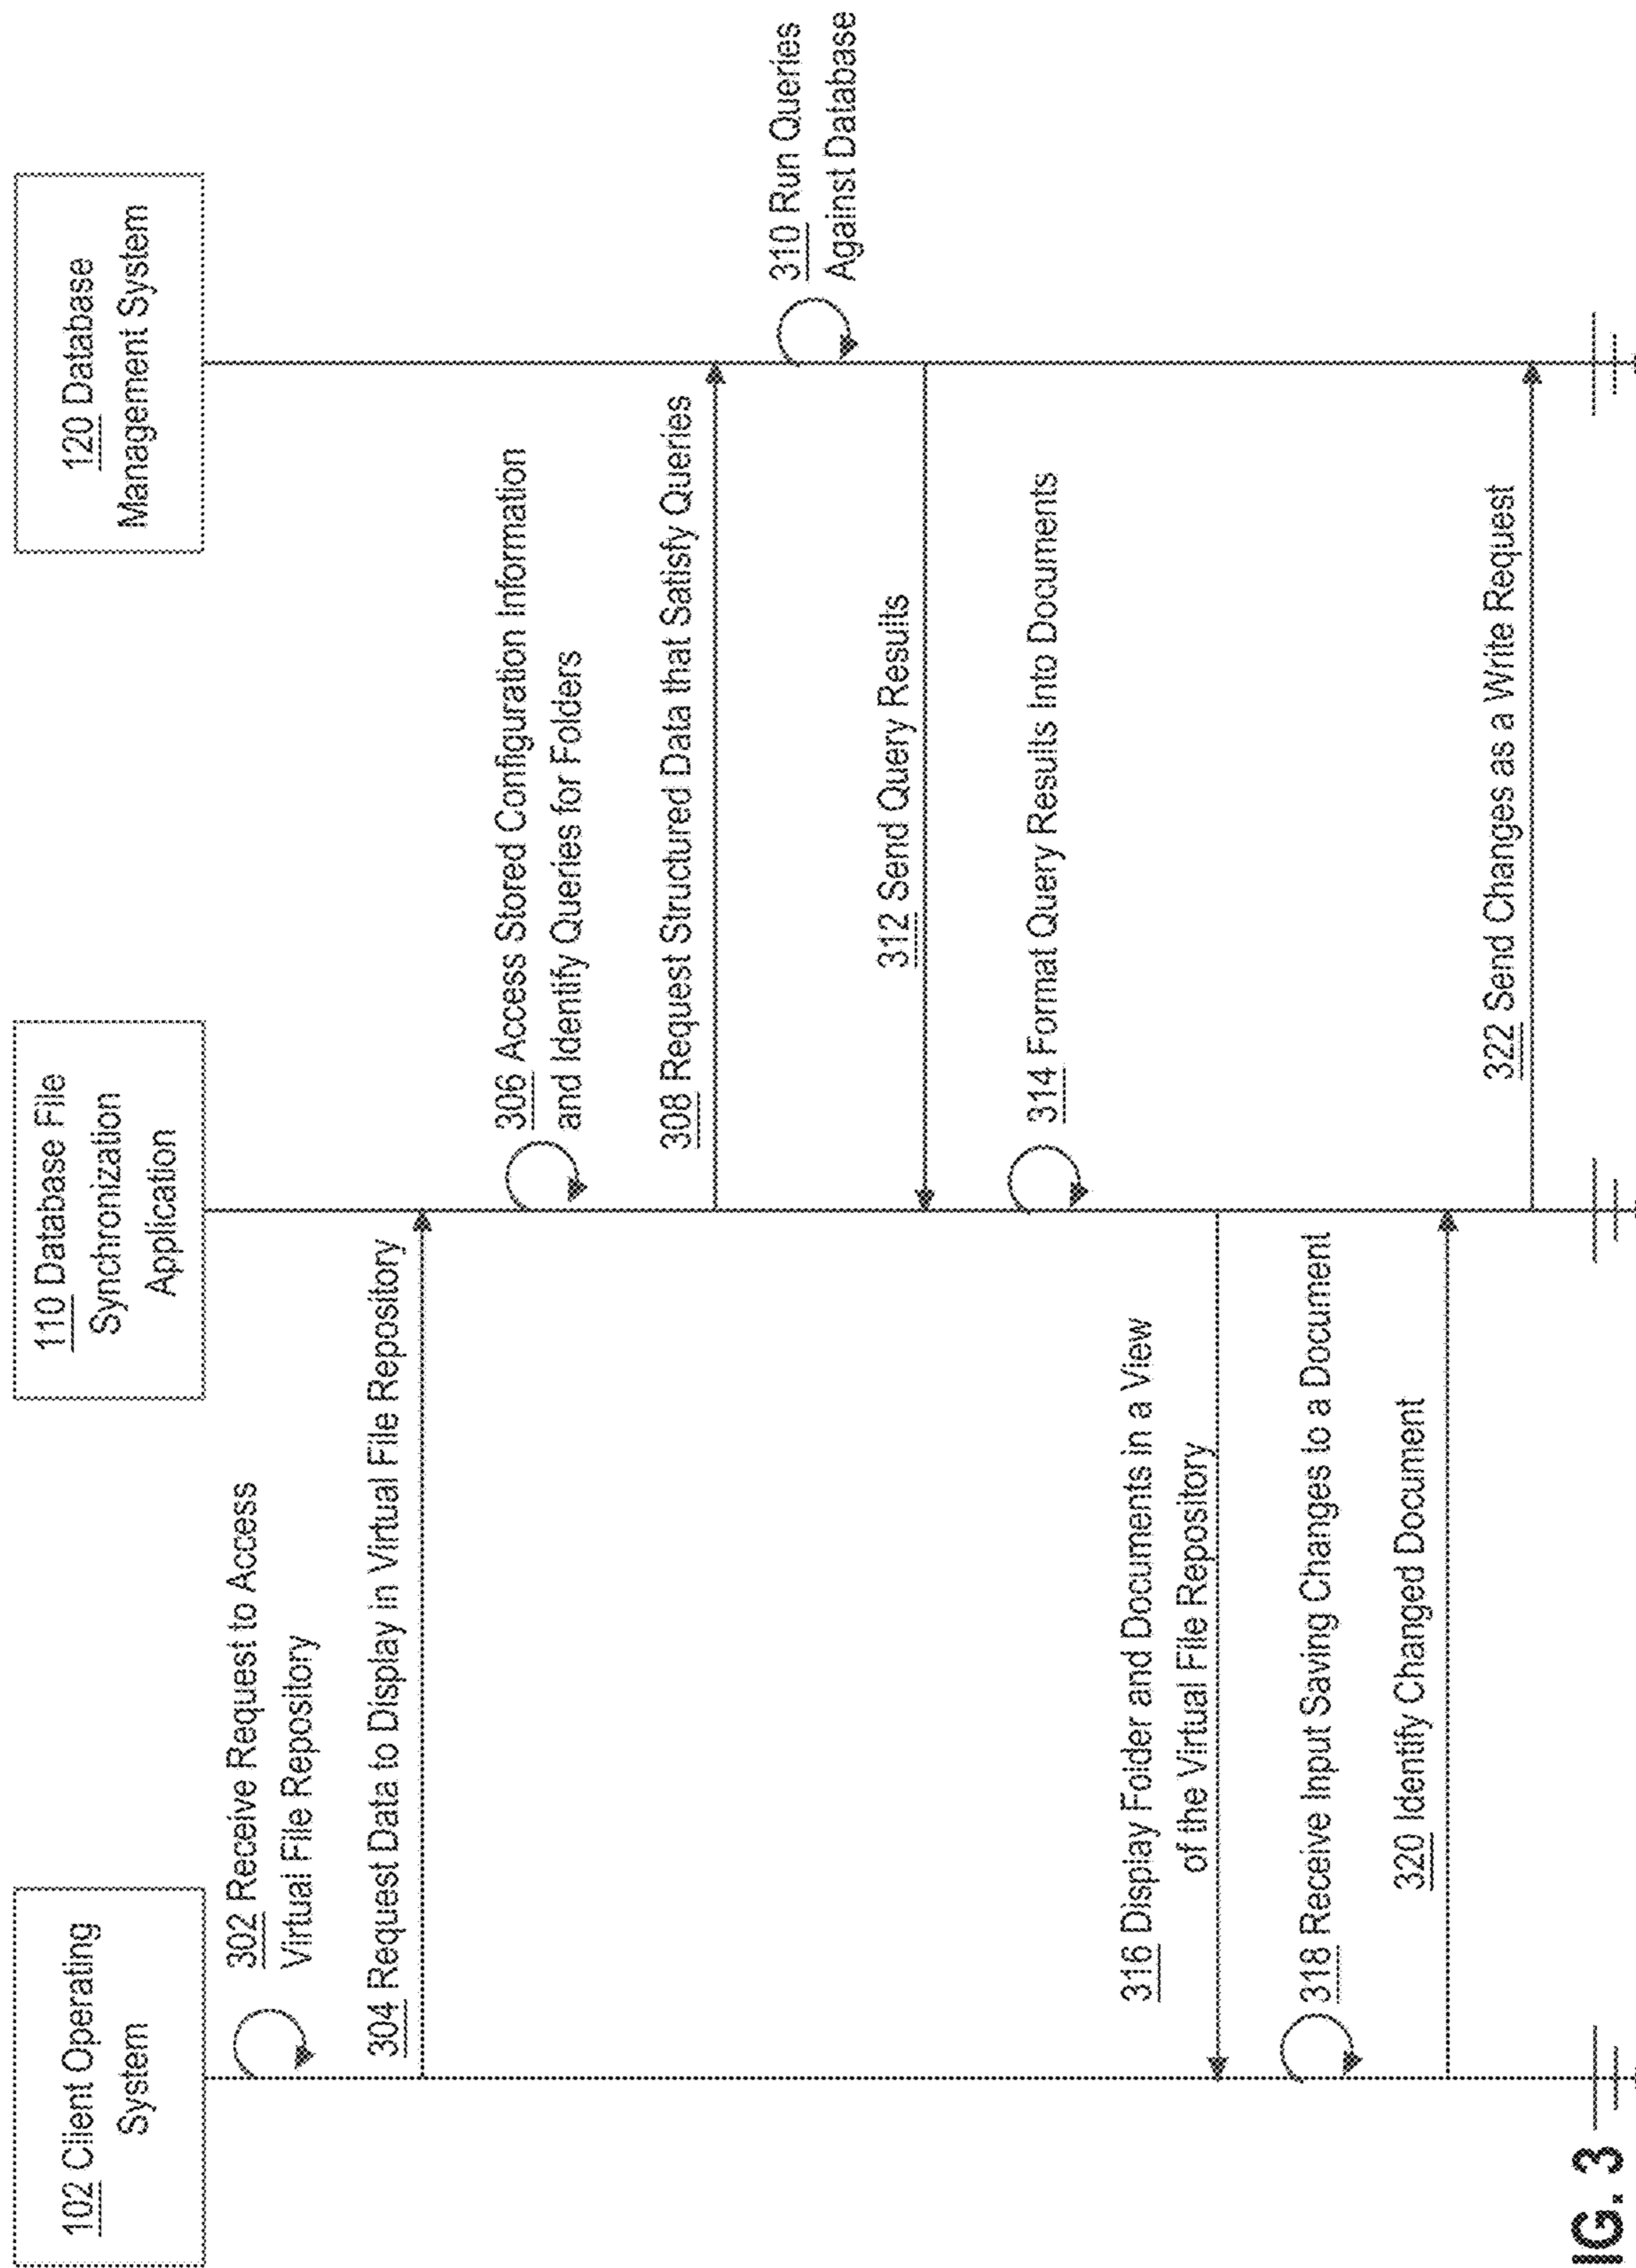 102 Client Operating
System
110 Database File
Synchronization
Application
120 Database
Management System
302 Receive Request to Access
Virtual File Repository
304 Request Data to Display in Virtual File Repository
306 Access Stored Configuration Information
and Identify Queries for Folders
308 Request Structured Data that Satisfy Queries
310 Run Queries
Against Database
312 Send Query Results
314 Format Query Results Into Documents
316 Display Folder and Documents in a View
of the Virtual File Repository
318 Receive Input Saving Changes to a Document
320 Identify Changed Document
322 Send Changes as a Write Request
IG. 3